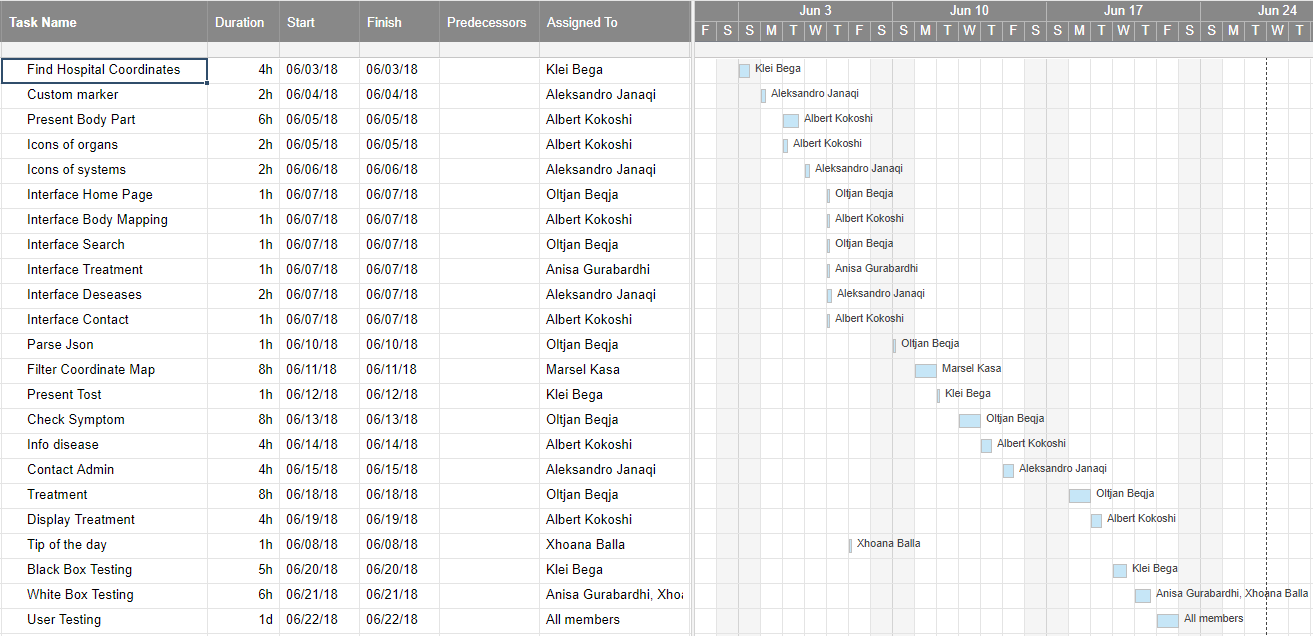 Jun 3 Jun 10 Jun 17 Jun 24
Task Name Duration Start Finish Predecessors Assigned To F S S M T W T F S S M T W T F S S M T W T F S S M T W T
Find Hospital Coordinates 4h 06/03/18 06/03/18 Klei Bega Klei Bega
Custom marker 2h 06/04/18 06/04/18 Aleksandro Janaqi Aleksandro Janaqi
Present Body Part 6h 06/05/18 06/05/18 Albert Kokoshi Albert Kokoshi
Icons of organs 2h 06/05/18 06/05/18 Albert Kokoshi Albert Kokoshi
Icons of systems 2h 06/06/18 06/06/18 Aleksandro Janaqi Aleksandro Janaqi
Interface Home Page 1h 06/07/18 06/07/18 Oltjan Beqja Oltjan Beqja
Interface Body Mapping 1h 06/07/18 06/07/18 Albert Kokoshi Albert Kokoshi
Interface Search 1h 06/07/18 06/07/18 Oltjan Beqja Oltjan Beqja
Interface Treatment 1h 06/07/18 06/07/18 Anisa Gurabardhi Anisa Gurabardhi
Interface Deseases 2h 06/07/18 06/07/18 Aleksandro Janaqi Aleksandro Janaqi
Interface Contact 1h 06/07/18 06/07/18 Albert Kokoshi Albert Kokoshi
Parse Json 1h 06/10/18 06/10/18 Oltjan Beqja Oltjan Beqja
Filter Coordinate Map 8h 06/11/18 06/11/18 Marsel Kasa Marsel Kasa
Present Tost 1h 06/12/18 06/12/18 Klei Bega Klei Bega
Check Symptom 8h 06/13/18 06/13/18 Oltjan Beqja Oltjan Beqja
Info disease 4h 06/14/18 06/14/18 Albert Kokoshi Albert Kokoshi
Contact Admin 4h 06/15/18 06/15/18 Aleksandro Janaqi Aleksandro Janaqi
Treatment 8h 06/18/18 06/18/18 Oltjan Beqja Oltjan Beqja
Display Treatment 4h 06/19/18 06/19/18 Albert Kokoshi Albert Kokoshi
Tip of the day 1h 06/08/18 06/08/18 Xhoana Balla Xhoana Balla
Black Box Testing 5h 06/20/18 06/20/18 Klei Bega Klei Bega
White Box Testing 6h 06/21/18 06/21/18 Anisa Gurabardhi, Xhoa Anisa Gurabardhi, Xhoana Balla
User Testing 1d 06/22/18 06/22/18 All members All members